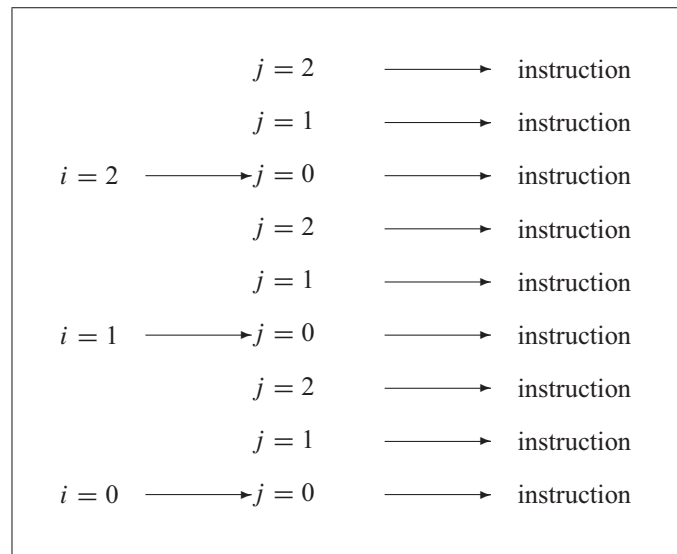 j = 2 instruction
j = 1 instruction
i = 2 j = 0 instruction
j = 2 instruction
j = 1 instruction
i = 1 j = 0 instruction
j = 2 instruction
j = 1 instruction
i = 0 j = 0 instruction